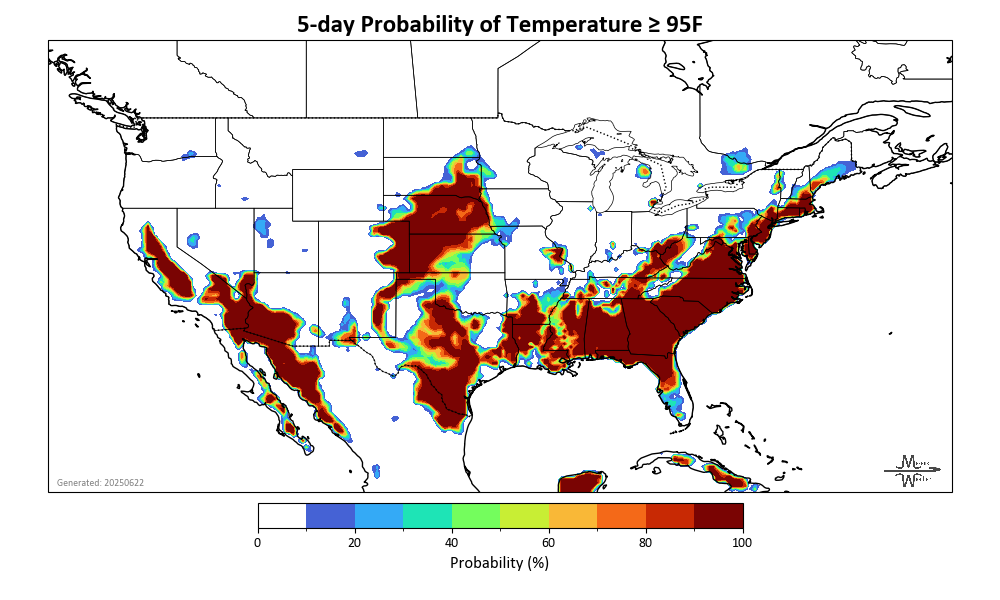 5-day Probability of Temperature ≥ 95F
Generated: 20250622
0 20 40 60 80 100
Probability (%)